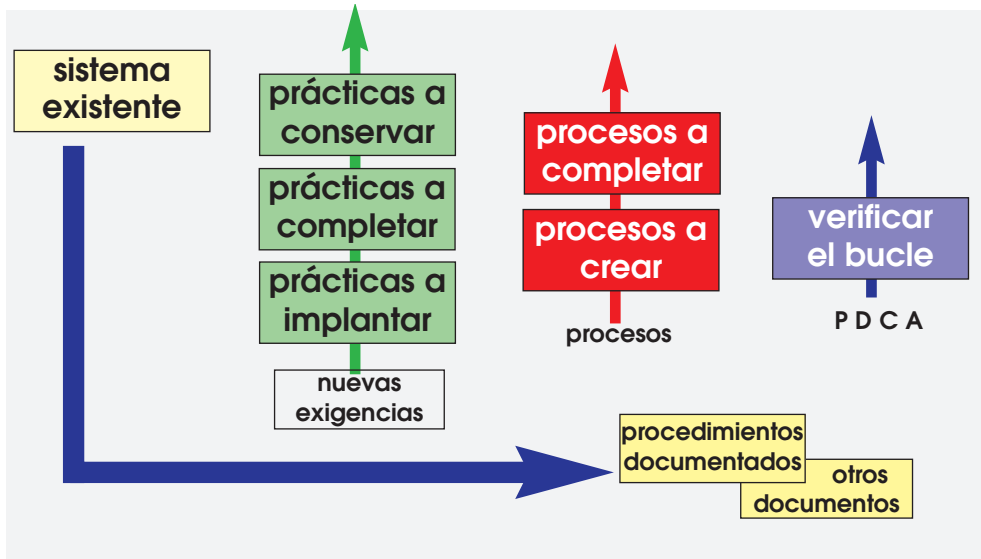 sistema
existente
prácticas a
conservar
prácticas a
completar
prácticas a
implantar
nuevas
exigencias
procesos a
completar
procesos a
crear
procesos
verificar
el bucle
P D C A
procedimientos
documentados
otros
documentos